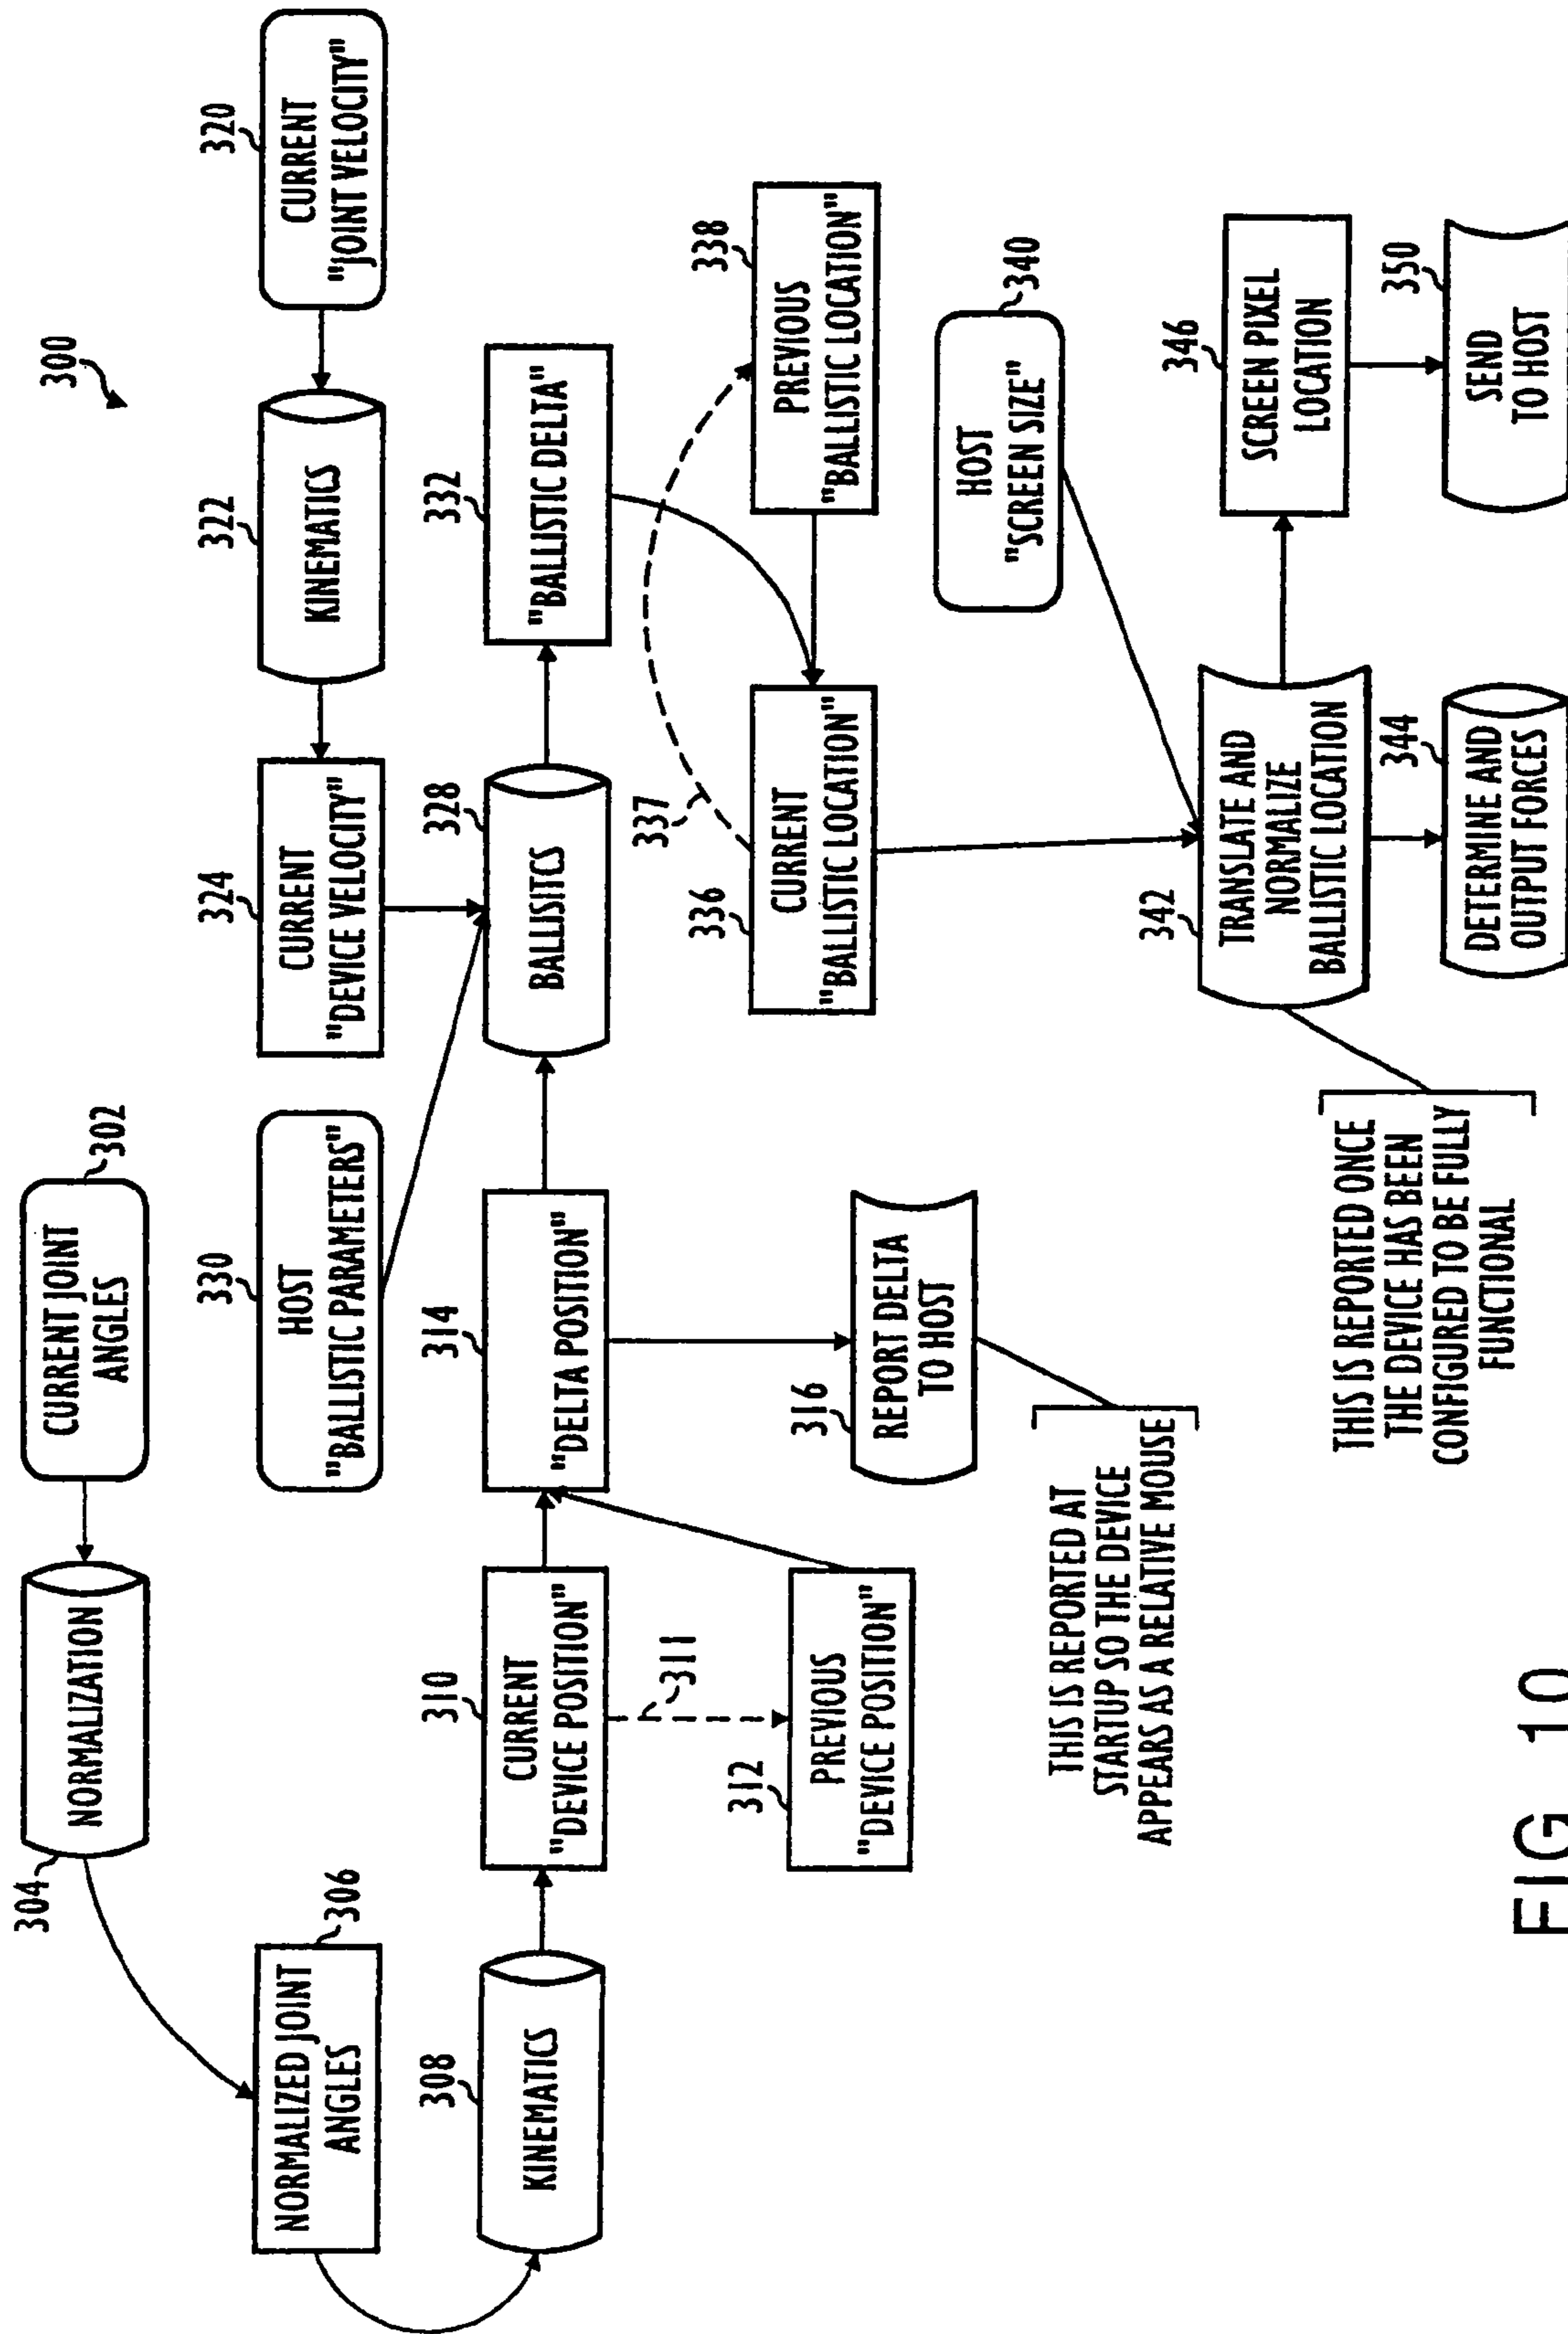 300
302
CURRENT JOINT
ANGLES
304
NORMALIZATION
306
NORMALIZED JOINT
ANGLES
308
KINEMATICS
310
CURRENT
"DEVICE POSITION"
311
312
PREVIOUS
"DEVICE POSITION"
314
"DELTA POSITION"
316
REPORT DELTA
TO HOST
THIS IS REPORTED AT
STARTUP SO THE DEVICE
APPEARS AS A RELATIVE MOUSE
320
CURRENT
"JOINT VELOCITY"
322
KINEMATICS
324
CURRENT
"DEVICE VELOCITY"
330
HOST
"BALLISTIC PARAMETERS"
328
BALLISITCS
332
"BALLISTIC DELTA"
336
CURRENT
"BALLISTIC LOCATION"
337
338
PREVIOUS
"BALLISTIC LOCATION"
340
HOST
"SCREEN SIZE"
342
TRANSLATE AND
NORMALIZE
BALLISTIC LOCATION
THIS IS REPORTED ONCE
THE DEVICE HAS BEEN
CONFIGURED TO BE FULLY
FUNCTIONAL
344
DETERMINE AND
OUTPUT FORCES
346
SCREEN PIXEL
LOCATION
350
SEND
TO HOST
FIG 10